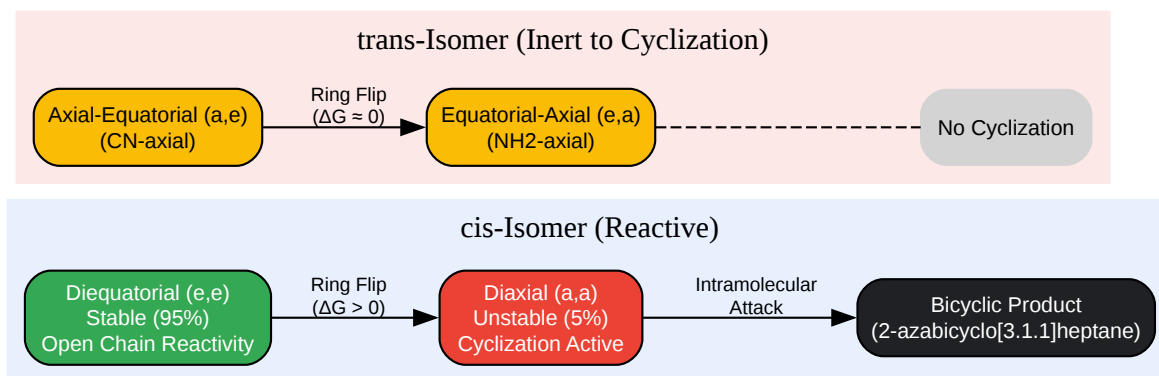 trans-Isomer (Inert to Cyclization)
Axial-Equatorial (a,e)
(CN-axial)
Ring Flip
(ΔG ≈ 0)
Equatorial-Axial (e,a)
(NH2-axial)
No Cyclization
cis-Isomer (Reactive)
Diequatorial (e,e)
Stable (95%)
Open Chain Reactivity
Ring Flip
(ΔG > 0)
Diaxial (a,a)
Unstable (5%)
Cyclization Active
Intramolecular
Attack
Bicyclic Product
(2-azabicyclo[3.1.1]heptane)